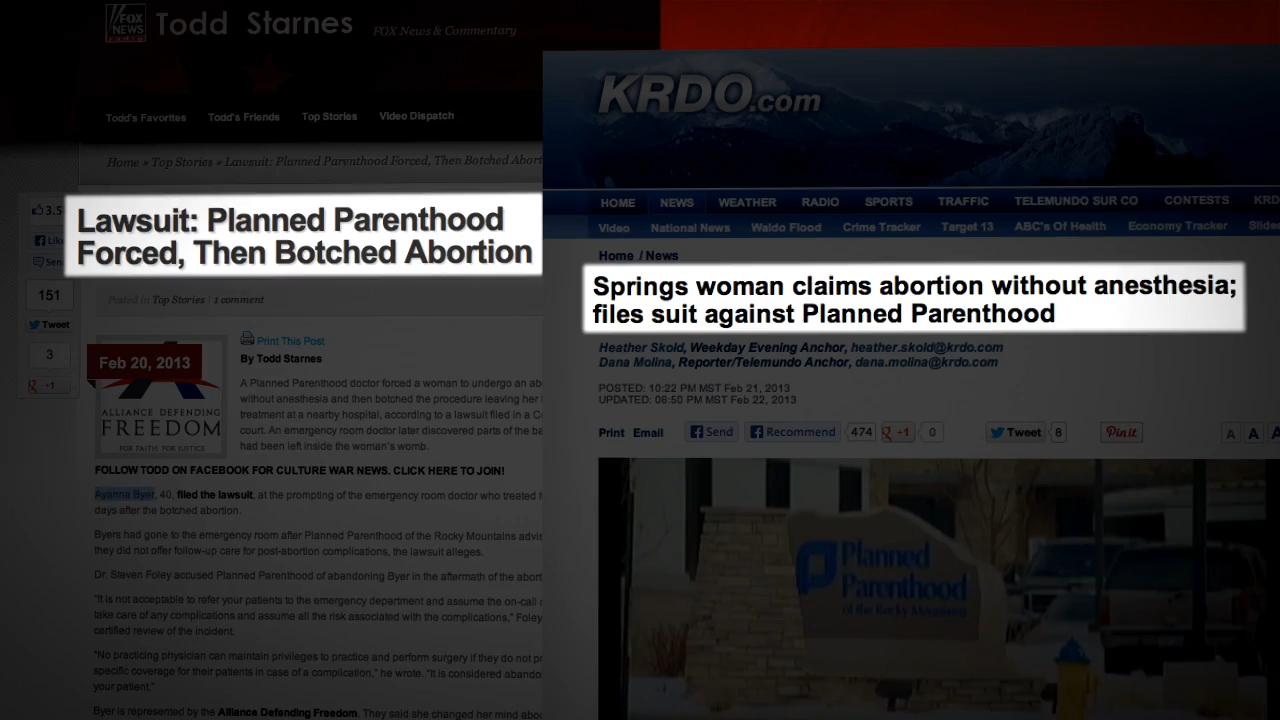 FOX
NEWS
radio
Todd Starnes
FOX News & Commentary
Todd's Favorites
Todd's Friends
Top Stories
Video Dispatch
Home » Top Stories » Lawsuit: Planned Parenthood Forced, Then Botched Abort
3.5
Lawsuit: Planned Parenthood
Forced, Then Botched Abortion
Like
Send
Posted in Top Stories | 1 comment
151
Tweet
3
+1
Feb 20, 2013
ALLIANCE DEFENDING
FREEDOM
FOR FAITH. FOR JUSTICE.
Print This Post
By Todd Starnes
A Planned Parenthood doctor forced a woman to undergo an
without anesthesia and then botched the procedure leaving her
treatment at a nearby hospital, according to a lawsuit filed in a
court. An emergency room doctor later discovered parts of the
had been left inside the woman's womb.
FOLLOW TODD ON FACEBOOK FOR CULTURE WAR NEWS. CLICK HERE TO JOIN!
Ayanna Byer, 40, filed the lawsuit, at the prompting of the emergency room doctor who treated
days after the botched abortion.
Byers had gone to the emergency room after Planned Parenthood of the Rocky Mountains
they did not offer follow-up care for post-abortion complications, the lawsuit alleges.
Dr. Steven Foley accused Planned Parenthood of abandoning Byer in the aftermath of the
"It is not acceptable to refer your patients to the emergency department and assume the on-call
take care of any complications and assume all the risk associated with the complications," Foley
certified review of the incident.
"No practicing physician can maintain privileges to practice and perform surgery if they do not
specific coverage for their patients in case of a complication," he wrote. "It is considered
your patient."
Byer is represented by the Alliance Defending Freedom. They said she changed her mind
KRDO.com
HOME
NEWS
WEATHER
RADIO
SPORTS
TRAFFIC
TELEMUNDO SUR CO
CONTESTS
KRD
Video
National News
Waldo Flood
Crime Tracker
Target 13
ABC's Of Health
Economy Tracker
Home / News
Springs woman claims abortion without anesthesia;
files suit against Planned Parenthood
Heather Skold, Weekday Evening Anchor, heather.skold@krdo.com
Dana Molina, Reporter/Telemundo Anchor, dana.molina@krdo.com
POSTED: 10:22 PM MST Feb 21, 2013
UPDATED: 06:50 PM MST Feb 22, 2013
Print
Email
Send
Recommend
474
+1
0
Tweet
8
Pin it
A
A
A
Planned
Parenthood
of the Rocky Mountains